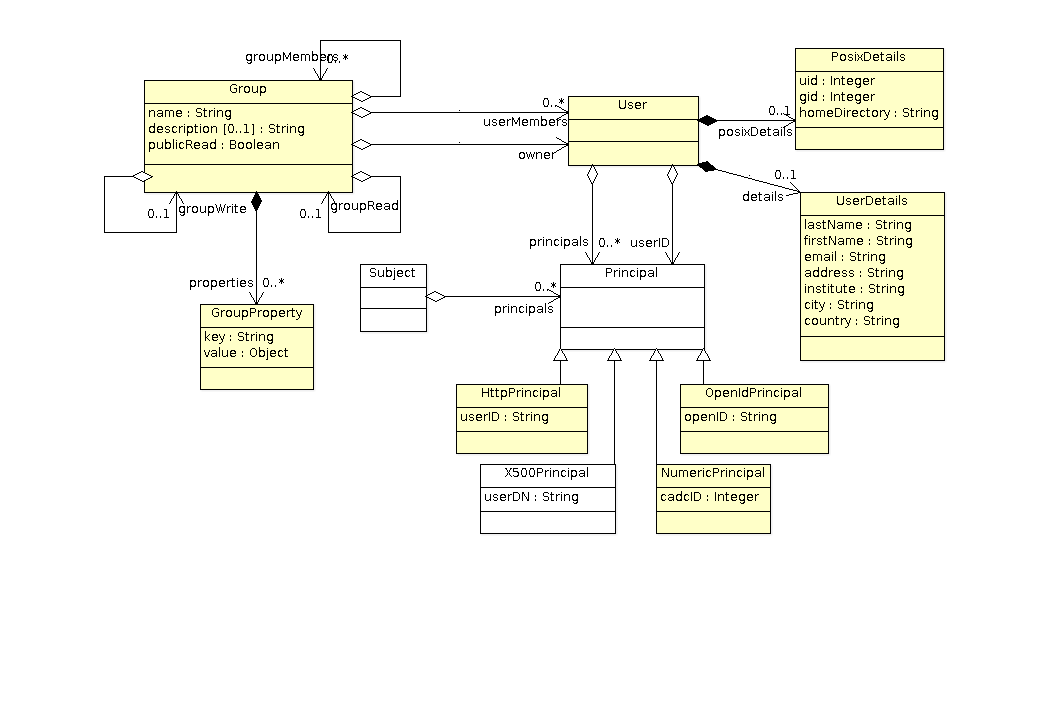 groupMembers 0..*
Group
name : String
description [0..1] : String
publicRead : Boolean
0..*
userMembers
owner
User
0..1
posixDetails
PosixDetails
uid : Integer
gid : Integer
homeDirectory : String
0..1
details
UserDetails
lastName : String
firstName : String
email : String
address : String
institute : String
city : String
country : String
0..1 groupWrite
0..1 groupRead
properties 0..*
GroupProperty
key : String
value : Object
principals 0..* userID
Subject
0..*
principals
Principal
HttpPrincipal
userID : String
OpenIdPrincipal
openID : String
X500Principal
userDN : String
NumericPrincipal
cadcID : Integer